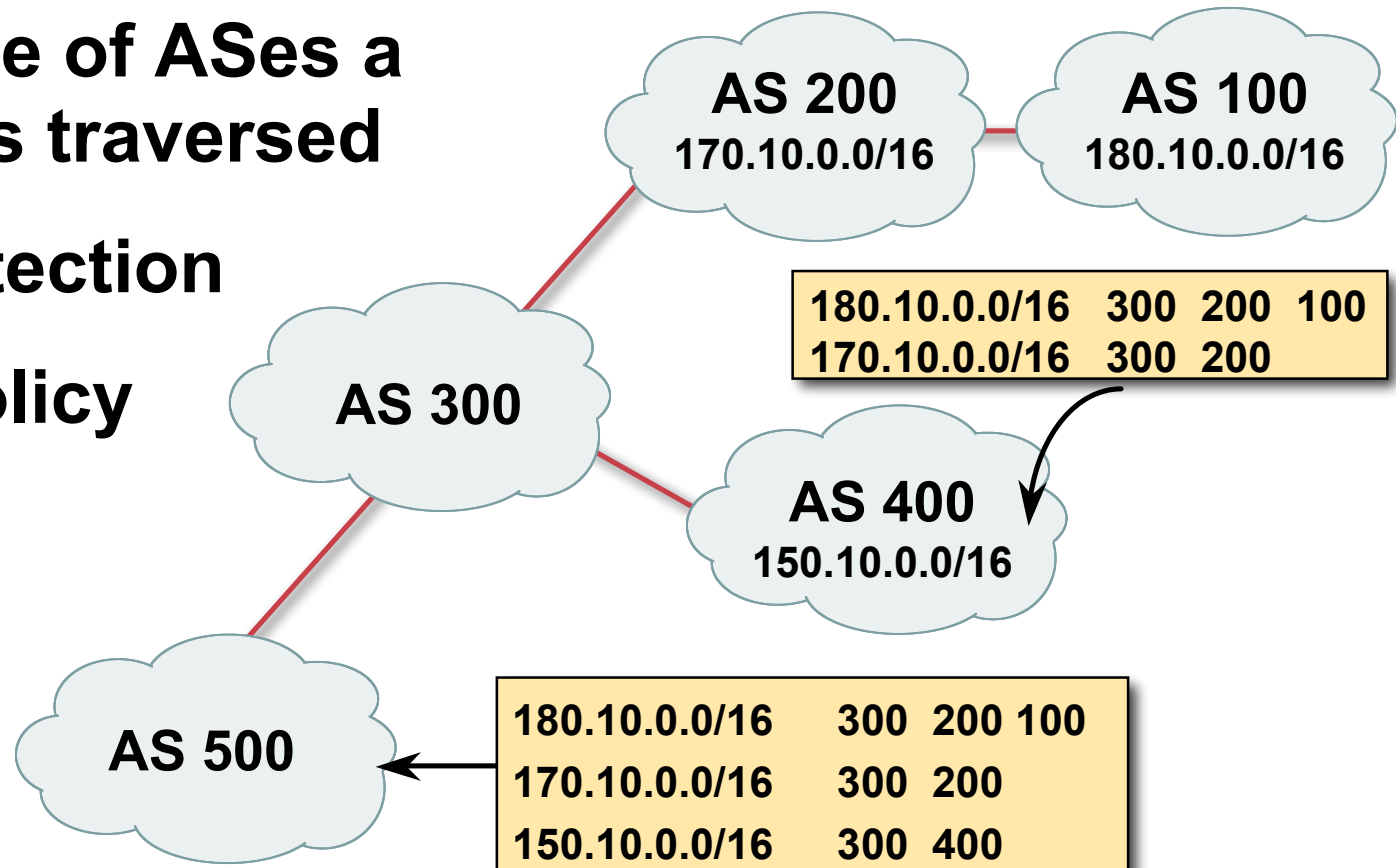 e of ASes a
s traversed
tection
olicy
AS 200
170.10.0.0/16
AS 100
180.10.0.0/16
180.10.0.0/16 300 200 100
170.10.0.0/16 300 200
AS 300
AS 400
150.10.0.0/16
AS 500
180.10.0.0/16 300 200 100
170.10.0.0/16 300 200
150.10.0.0/16 300 400